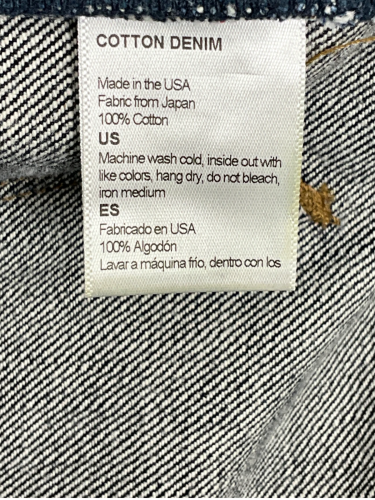 COTTON DENIM
Made in the USA
Fabric from Japan
100% Cotton
US
Machine wash cold, inside out with
like colors, hang dry, do not bleach,
iron medium
ES
Fabricado en USA
100% Algodón
Lavar a máquina frío, dentro con los